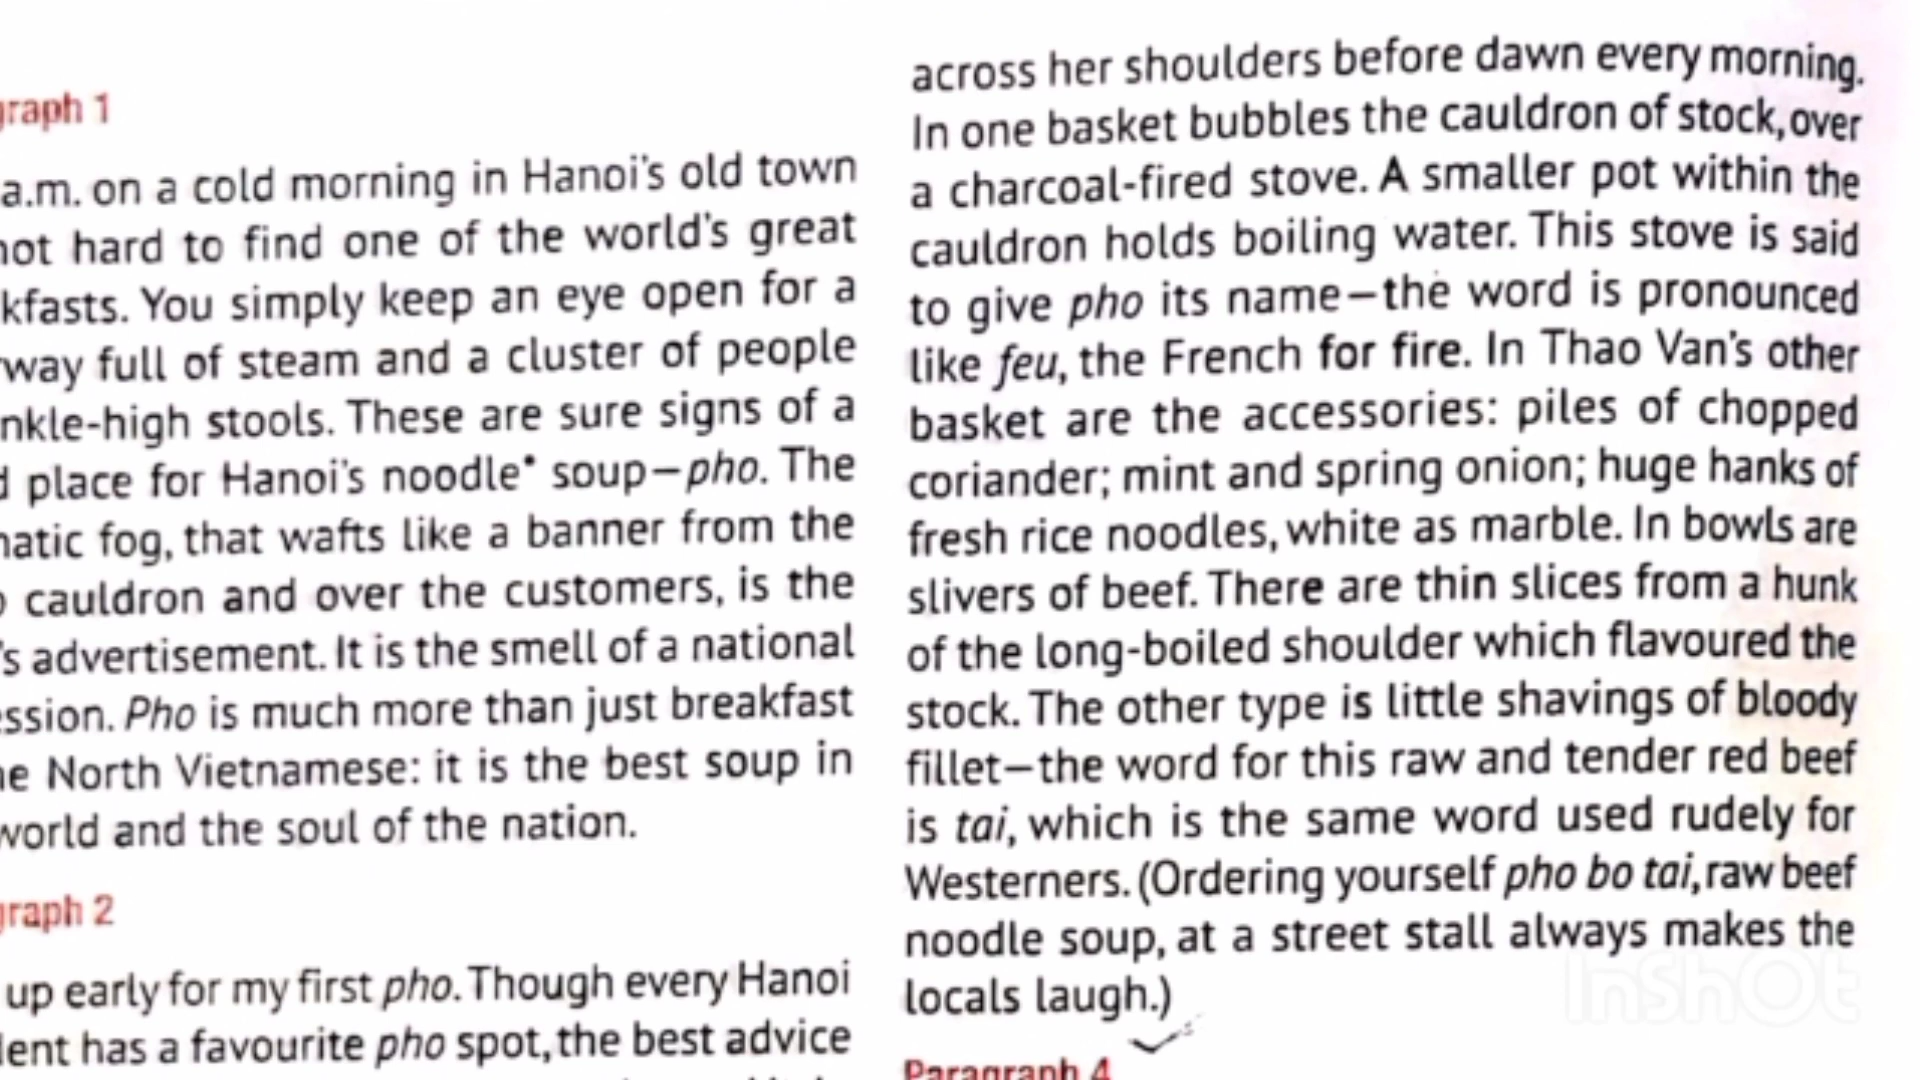 graph 1
a.m. on a cold morning in Hanoi's old town
not hard to find one of the world's great
kfasts. You simply keep an eye open for a
rway full of steam and a cluster of people
nkle-high stools. These are sure signs of a
d place for Hanoi's noodle* soup—pho. The
matic fog, that wafts like a banner from the
cauldron and over the customers, is the
's advertisement. It is the smell of a national
ession. Pho is much more than just breakfast
he North Vietnamese: it is the best soup in
world and the soul of the nation.
graph 2
up early for my first pho. Though every Hanoi
dent has a favourite pho spot, the best advice
across her shoulders before dawn every morning.
In one basket bubbles the cauldron of stock, over
a charcoal-fired stove. A smaller pot within the
cauldron holds boiling water. This stove is said
to give pho its name—the word is pronounced
like feu, the French for fire. In Thao Van's other
basket are the accessories: piles of chopped
coriander; mint and spring onion; huge hanks of
fresh rice noodles, white as marble. In bowls are
slivers of beef. There are thin slices from a hunk
of the long-boiled shoulder which flavoured the
stock. The other type is little shavings of bloody
fillet—the word for this raw and tender red beef
is tai, which is the same word used rudely for
Westerners. (Ordering yourself pho bo tai, raw beef
noodle soup, at a street stall always makes the
locals laugh.)
Paragraph 4
InShOt